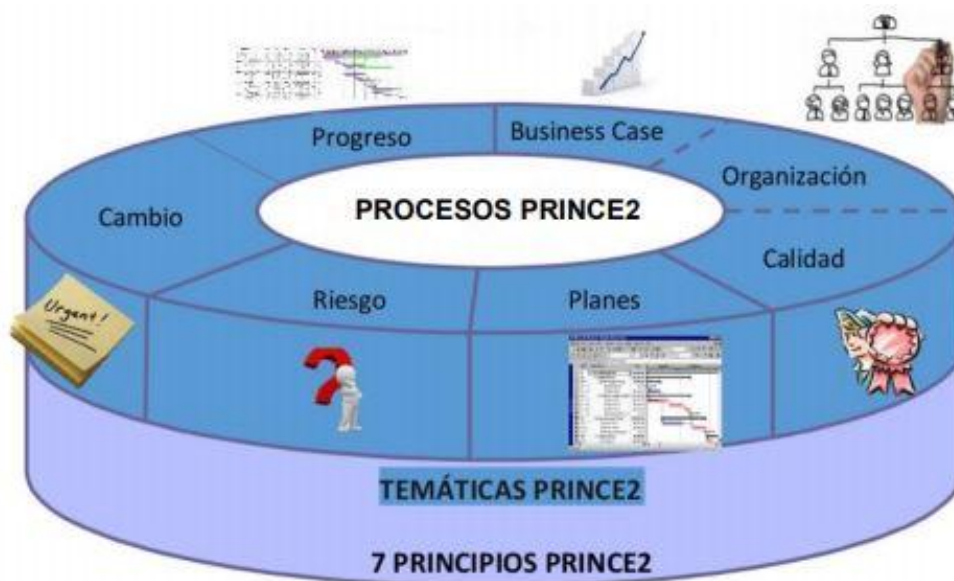 Progreso
Business Case
Organización
PROCESOS PRINCE2
Cambio
Calidad
Riesgo
Planes
Urgent!
TEMÁTICAS PRINCE2
7 PRINCIPIOS PRINCE2